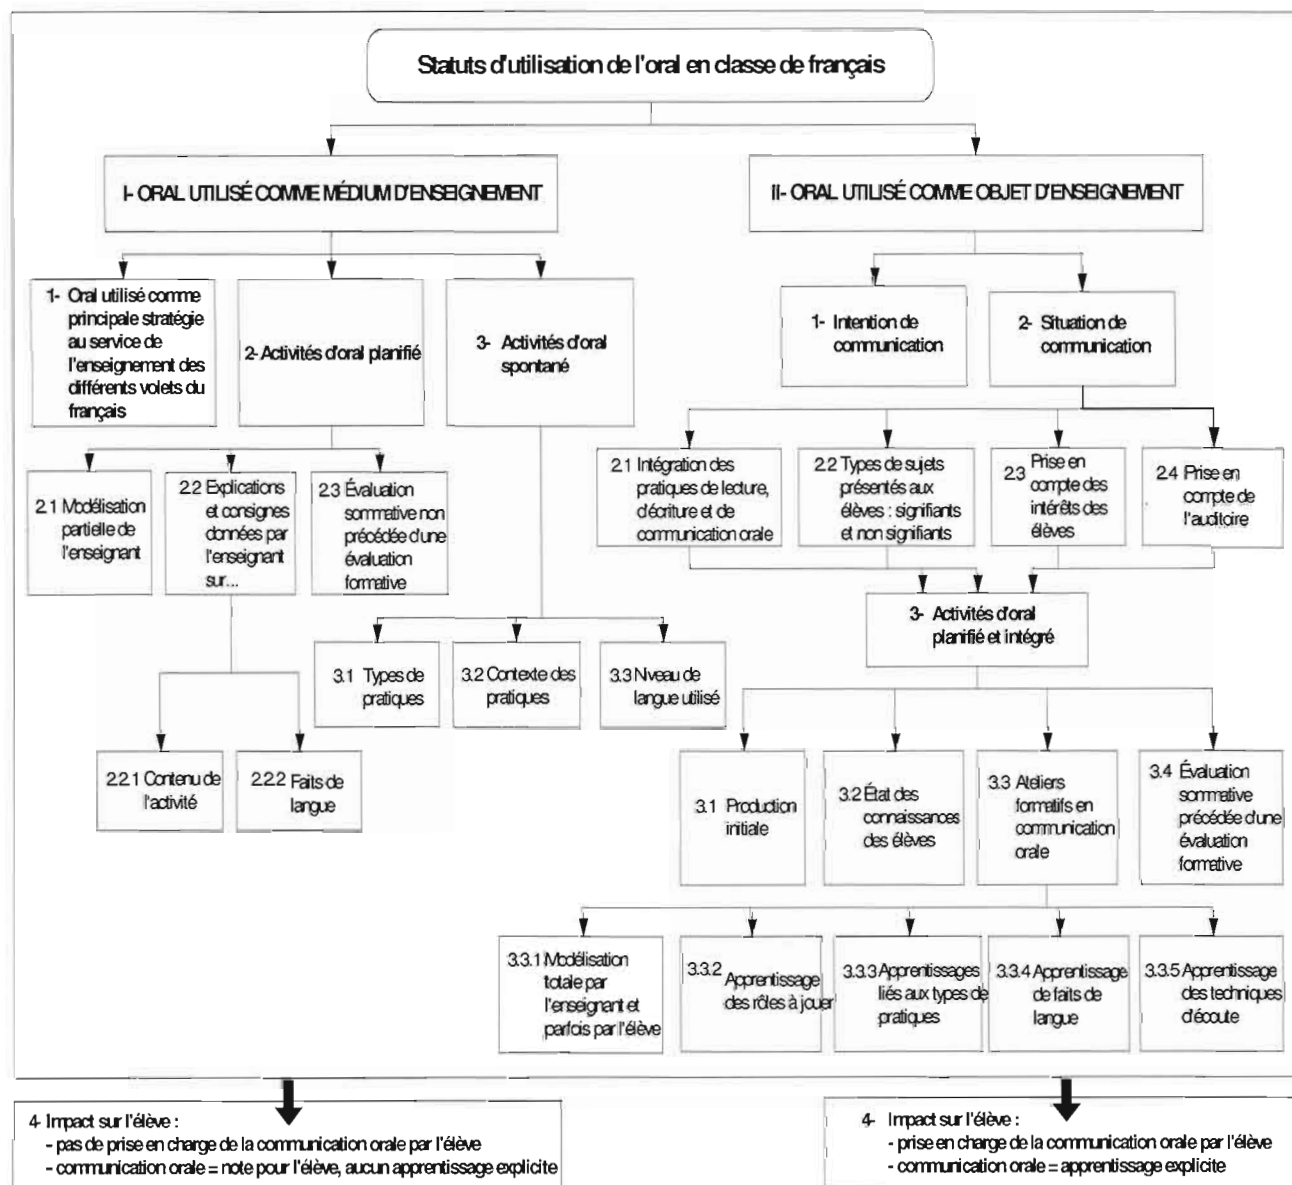 Statuts d'utilisation de l'oral en classe de français
I- ORAL UTILISÉ COMME MÉDIUM D'ENSEIGNEMENT
II- ORAL UTILISÉ COMME OBJET D'ENSEIGNEMENT
1- Oral utilisé comme
principale stratégie
au service de
l'enseignement des
différents volets du
français
2- Activités d'oral planifié
3- Activités d'oral
spontané
1- Intention de
communication
2- Situation de
communication
2.1 Modélisation
partielle de
l'enseignant
2.2 Explications
et consignes
données par
l'enseignant
sur...
2.3 Évaluation
sommative non
précédée d'une
évaluation
formative
2.1 Intégration des
pratiques de lecture,
d'écriture et de
communication orale
2.2 Types de sujets
présentés aux
élèves : signifiants
et non signifiants
2.3 Prise en
compte des
intérêts des
élèves
2.4 Prise en
compte de
l'auditoire
3- Activités d'oral
planifié et intégré
3.1 Types de
pratiques
3.2 Contexte des
pratiques
3.3 Niveau de
langue utilisé
2.2.1 Contenu de
l'activité
2.2.2 Faits de
langue
3.1 Production
initiale
3.2 État des
connaissances
des élèves
3.3 Ateliers
formatifs en
communication
orale
3.4 Évaluation
sommative
précédée d'une
évaluation
formative
3.3.1 Modélisation
totale par
l'enseignant et
parfois par l'élève
3.3.2 Apprentissage
des rôles à jouer
3.3.3 Apprentissages
liés aux types de
pratiques
3.3.4 Apprentissage
de faits de
langue
3.3.5 Apprentissage
des techniques
d'écoute
4- Impact sur l'élève :
- pas de prise en charge de la communication orale par l'élève
- communication orale = note pour l'élève, aucun apprentissage explicite
4- Impact sur l'élève :
- prise en charge de la communication orale par l'élève
- communication orale = apprentissage explicite